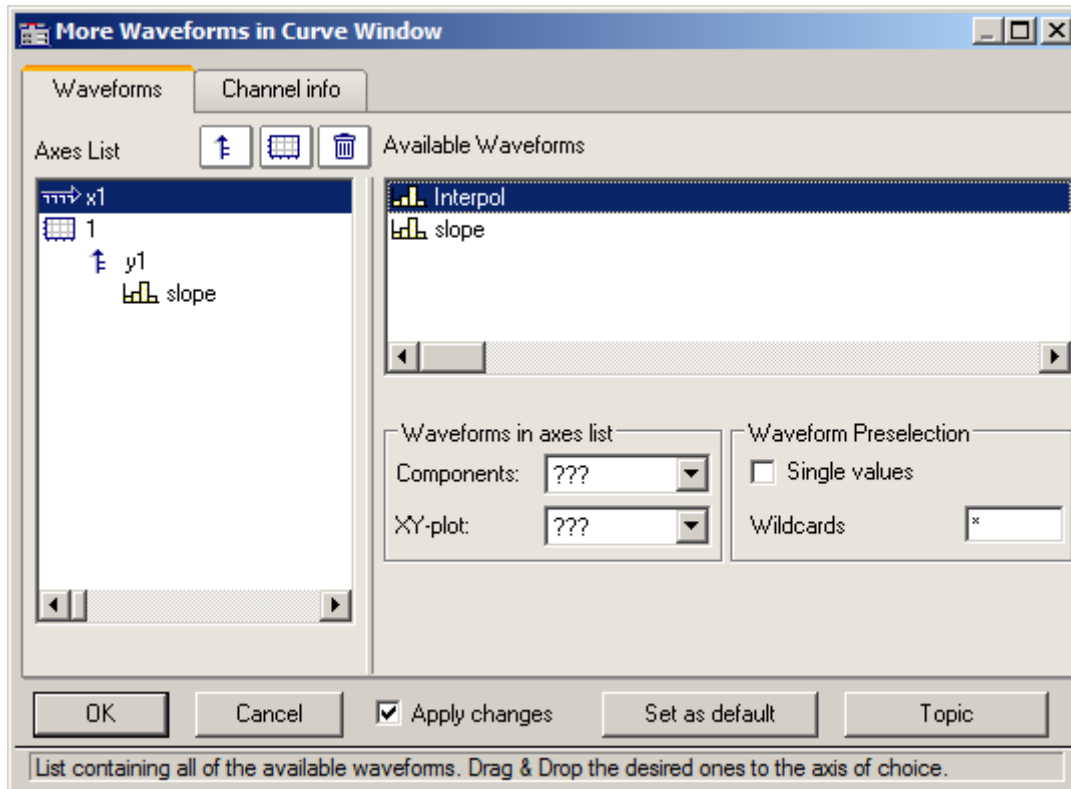 More Waveforms in Curve Window
Waveforms
Channel info
Axes List
Available Waveforms
x1
1
y1
slope
Interpol
slope
Waveforms in axes list
Components:
???
XY-plot:
???
Waveform Preselection
Single values
Wildcards
*
OK
Cancel
Apply changes
Set as default
Topic
List containing all of the available waveforms. Drag & Drop the desired ones to the axis of choice.